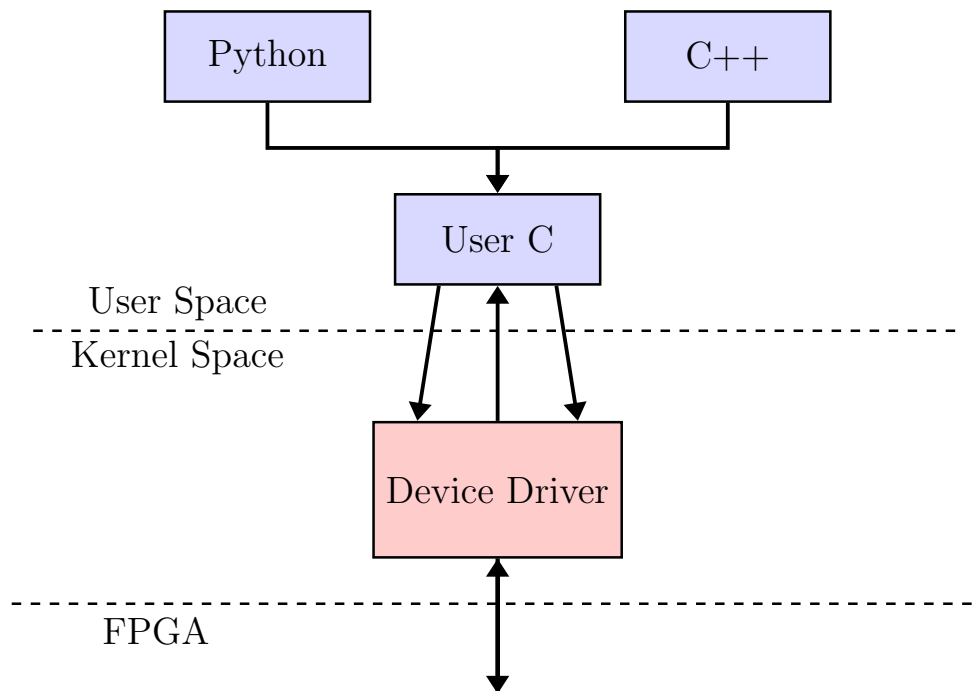 Python
C++
User C
User Space
Kernel Space
Device Driver
FPGA